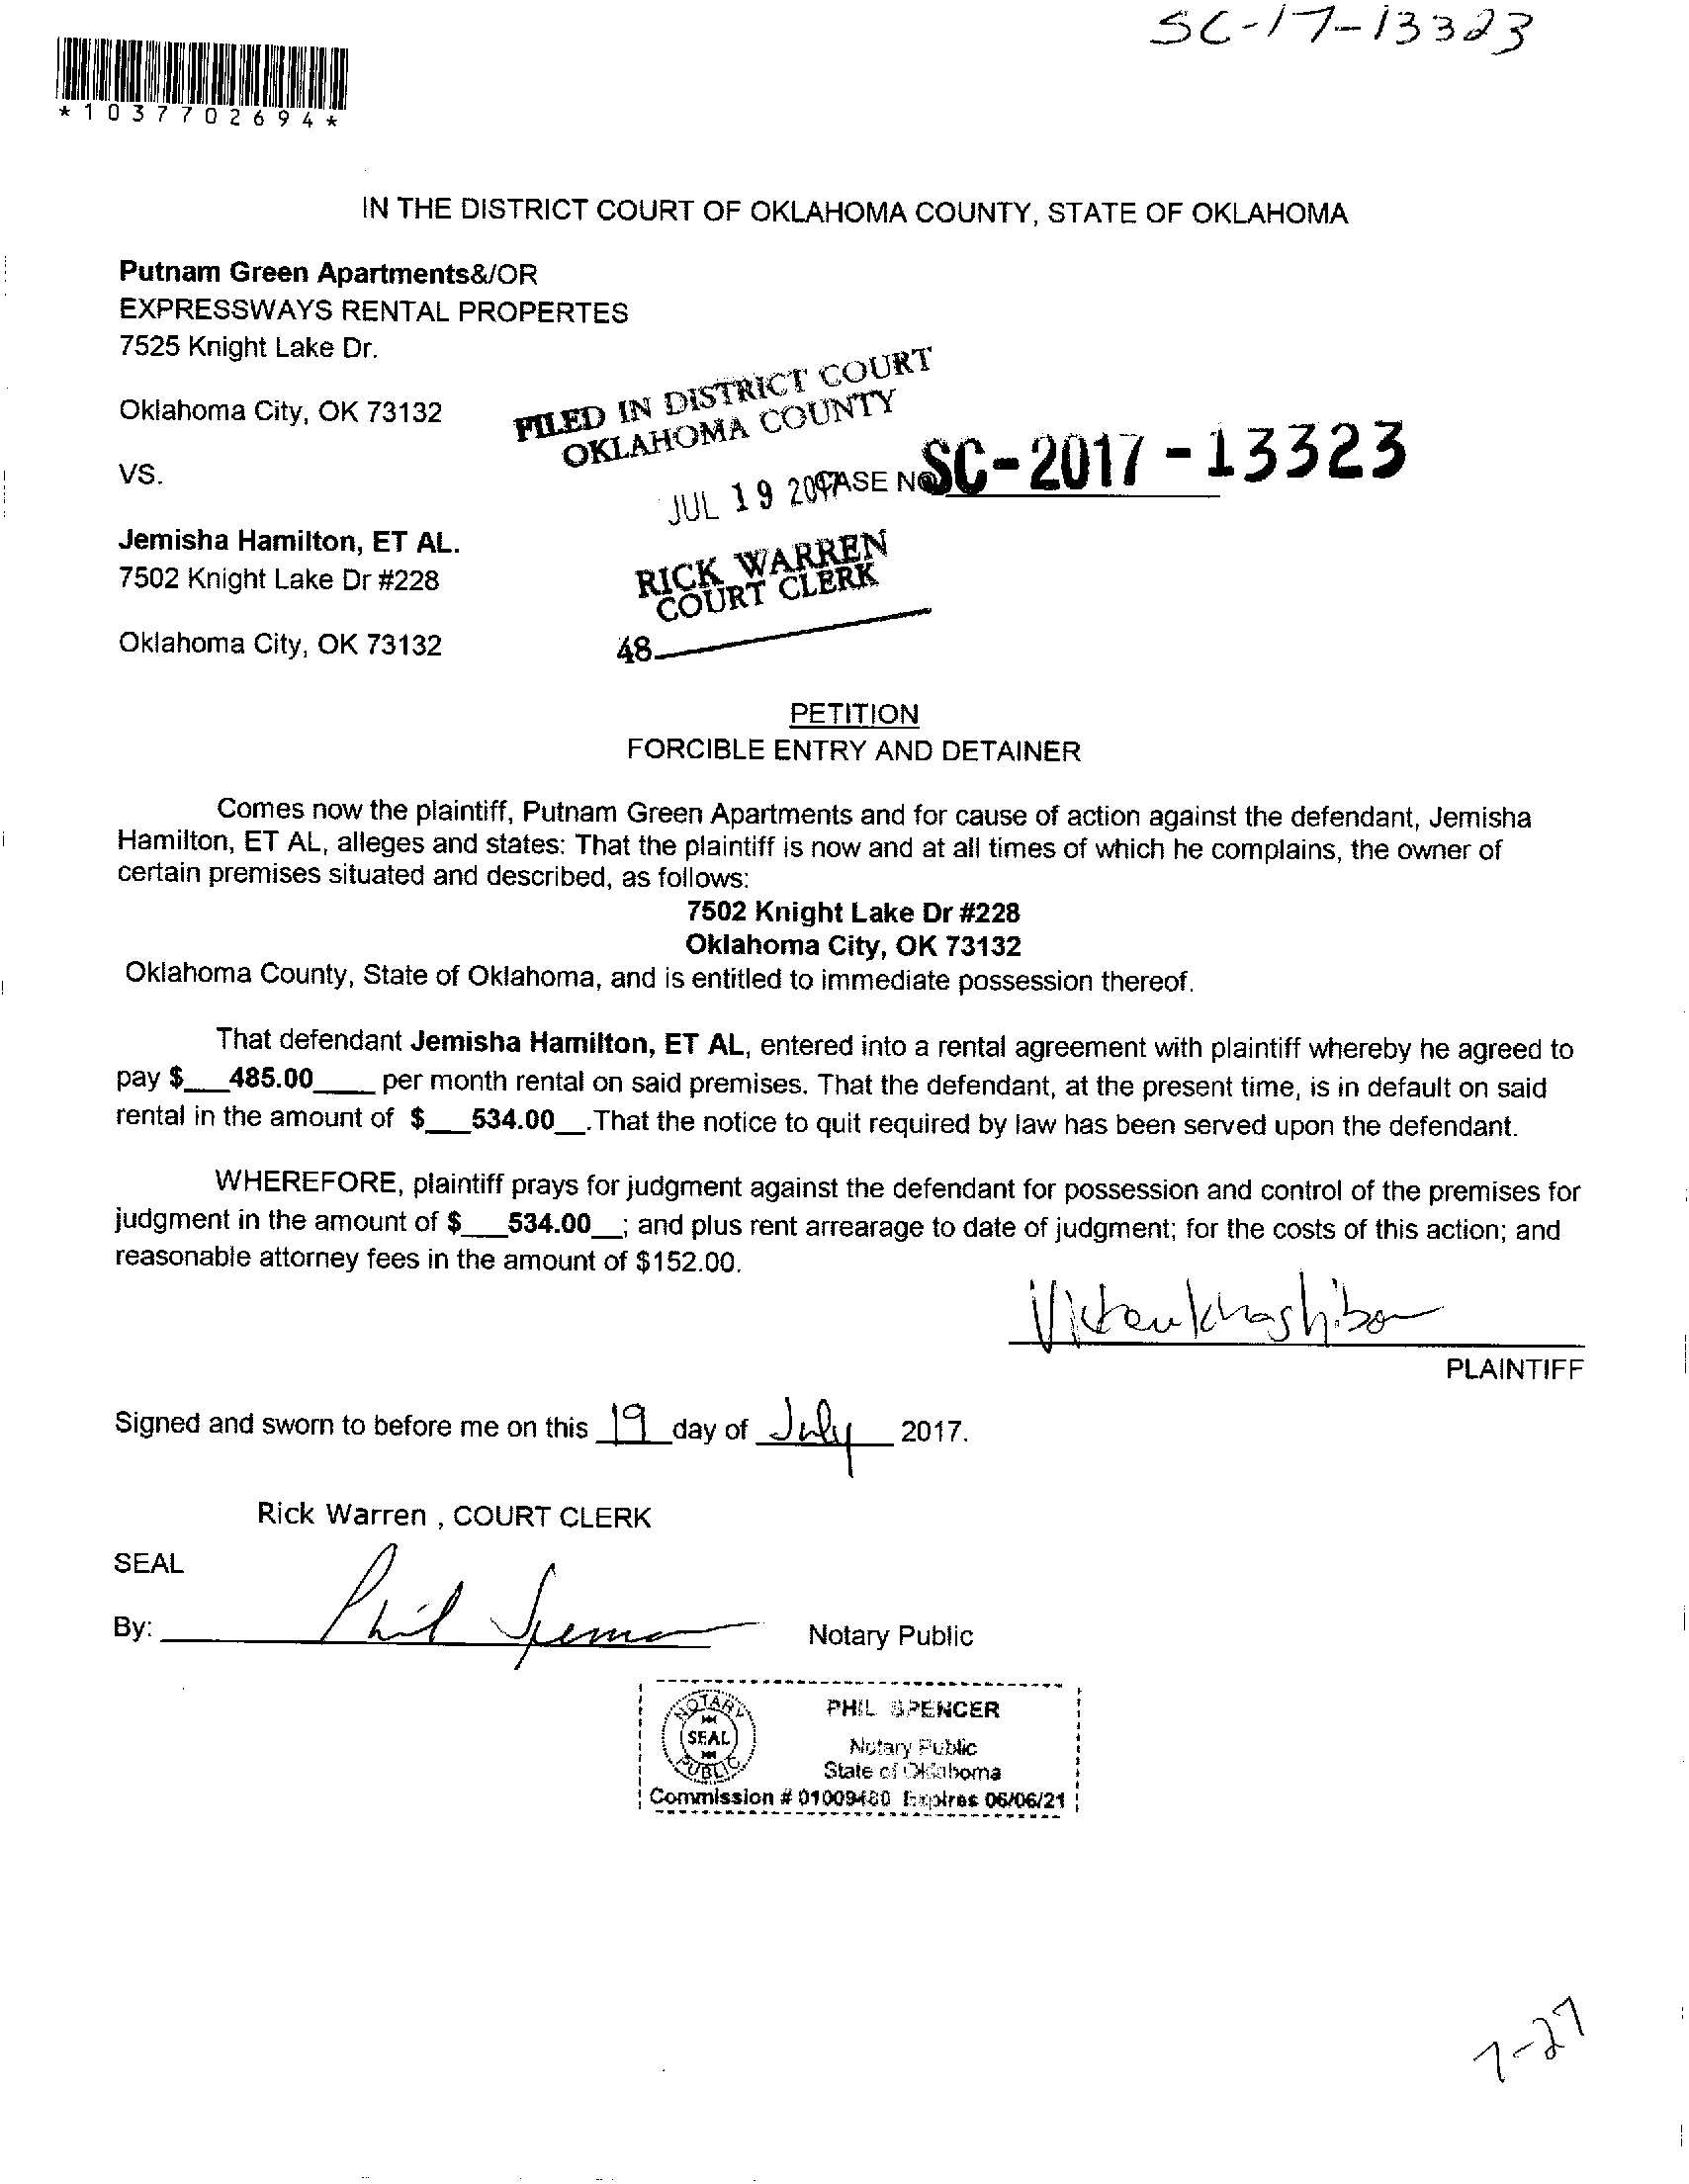 SC-17-13323
*1037702694*
IN THE DISTRICT COURT OF OKLAHOMA COUNTY, STATE OF OKLAHOMA
Putnam Green Apartments&/OR
EXPRESSWAYS RENTAL PROPERTES
7525 Knight Lake Dr.
Oklahoma City, OK 73132
FILED IN DISTRICT COURT
OKLAHOMA COUNTY
VS.
JUL 19 20
CASE NO SC-2017-13323
Jemisha Hamilton, ET AL.
7502 Knight Lake Dr #228
Oklahoma City, OK 73132
RICK WARREN
COURT CLERK
48
PETITION
FORCIBLE ENTRY AND DETAINER
Comes now the plaintiff, Putnam Green Apartments and for cause of action against the defendant, Jemisha
Hamilton, ET AL, alleges and states: That the plaintiff is now and at all times of which he complains, the owner of
certain premises situated and described, as follows:
7502 Knight Lake Dr #228
Oklahoma City, OK 73132
Oklahoma County, State of Oklahoma, and is entitled to immediate possession thereof.
That defendant Jemisha Hamilton, ET AL, entered into a rental agreement with plaintiff whereby he agreed to
pay $___485.00____ per month rental on said premises. That the defendant, at the present time, is in default on said
rental in the amount of $___534.00__.That the notice to quit required by law has been served upon the defendant.
WHEREFORE, plaintiff prays for judgment against the defendant for possession and control of the premises for
judgment in the amount of $___534.00__; and plus rent arrearage to date of judgment; for the costs of this action; and
reasonable attorney fees in the amount of $152.00.
PLAINTIFF
Signed and sworn to before me on this 19 day of July 2017.
Rick Warren , COURT CLERK
SEAL
By: Phil Spencer Notary Public
NOTARY
SEAL
PUBLIC
PHIL SPENCER
Notary Public
State of Oklahoma
Commission # 01009480 Expires 06/06/21
7-27